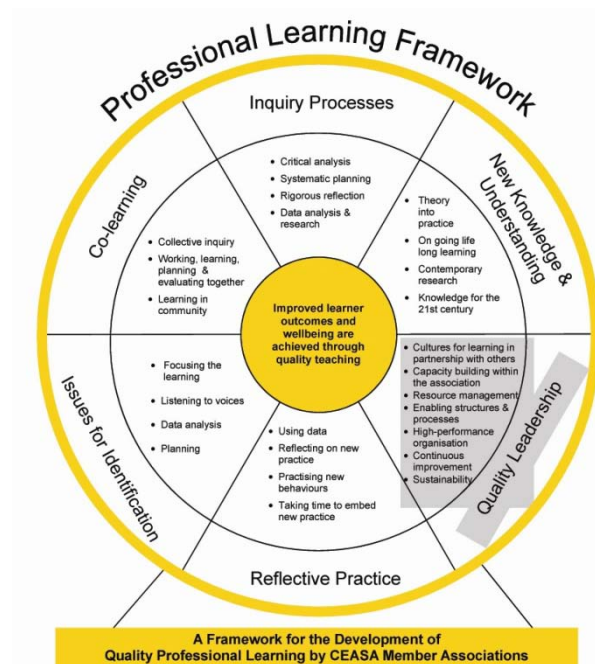 Professional Learning Framework
Inquiry Processes
• Critical analysis
• Systematic planning
• Rigorous reflection
• Data analysis &
research
New Knowledge &
Understanding
• Theory
into
practice
• On going life
long learning
• Contemporary
research
• Knowledge for the
21st century
Co-learning
• Collective inquiry
• Working, learning,
planning &
evaluating together
• Learning in
community
Improved learner
outcomes and
wellbeing are
achieved through
quality teaching
Quality Leadership
• Cultures for learning in
partnership with others
• Capacity building within
the association
• Resource management
• Enabling structures &
processes
• High-performance
organisation
• Continuous
improvement
• Sustainability
Issues for Identification
• Focusing the
learning
• Listening to voices
• Data analysis
• Planning
• Using data
• Reflecting on new
practice
• Practising new
behaviours
• Taking time to embed
new practice
Reflective Practice
A Framework for the Development of
Quality Professional Learning by CEASA Member Associations